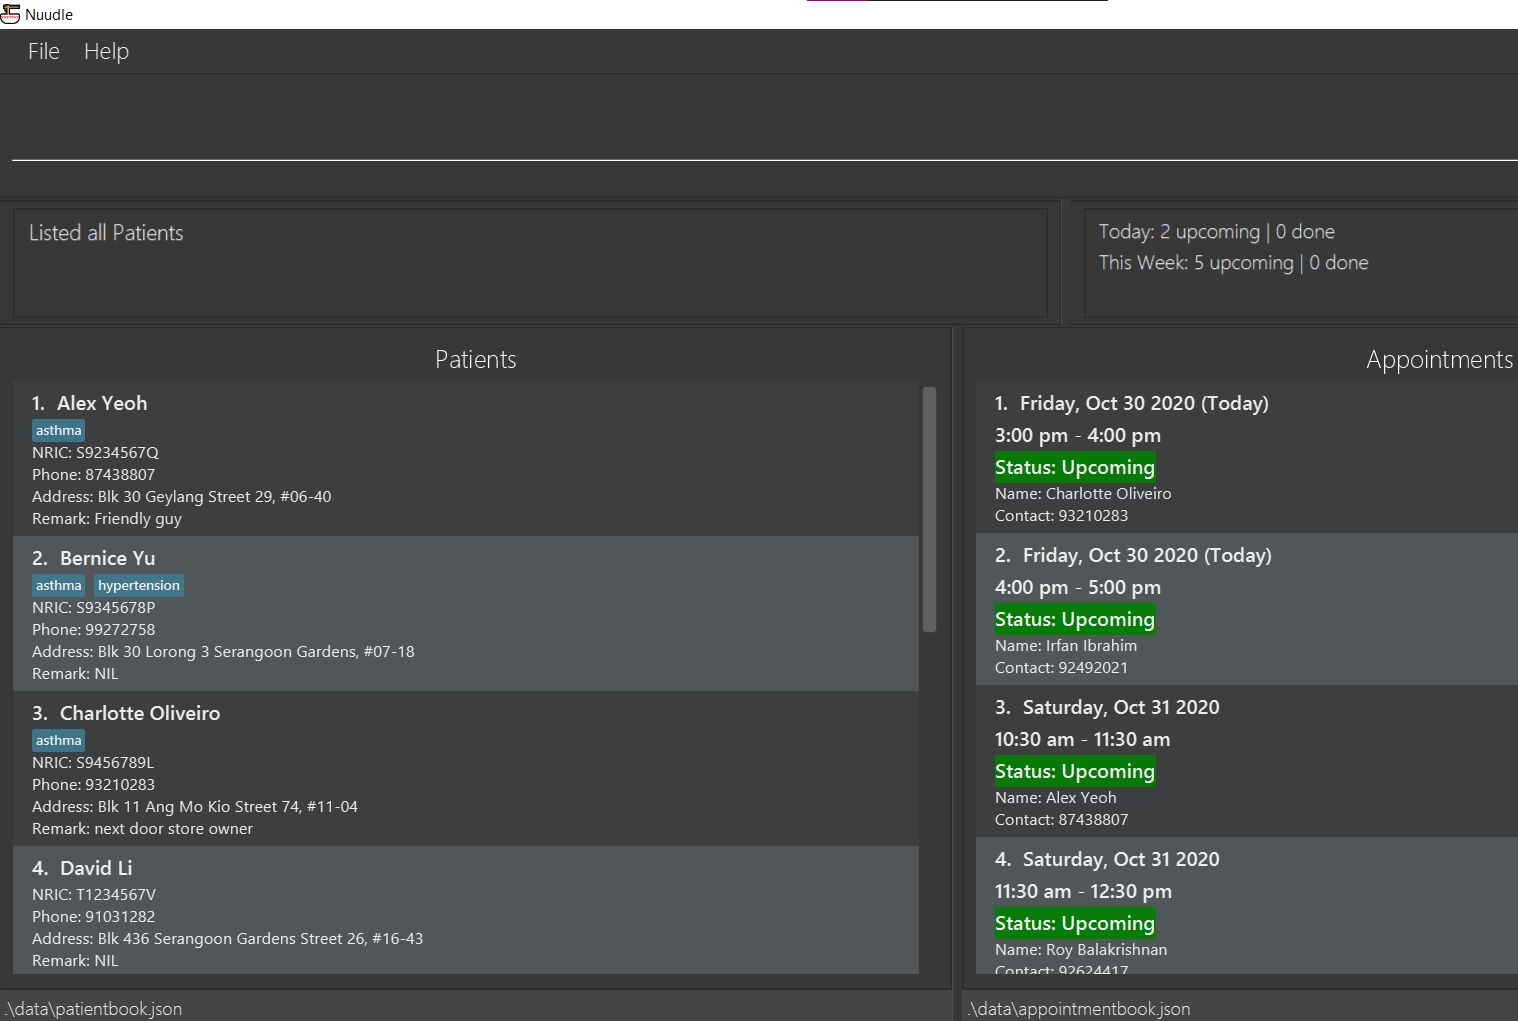 Nuudle
File Help
Listed all Patients
Today: 2 upcoming | 0 done
This Week: 5 upcoming | 0 done
Patients
1. Alex Yeoh
asthma
NRIC: S9234567Q
Phone: 87438807
Address: Blk 30 Geylang Street 29, #06-40
Remark: Friendly guy
2. Bernice Yu
asthma hypertension
NRIC: S9345678P
Phone: 99272758
Address: Blk 30 Lorong 3 Serangoon Gardens, #07-18
Remark: NIL
3. Charlotte Oliveiro
asthma
NRIC: S9456789L
Phone: 93210283
Address: Blk 11 Ang Mo Kio Street 74, #11-04
Remark: next door store owner
4. David Li
NRIC: T1234567V
Phone: 91031282
Address: Blk 436 Serangoon Gardens Street 26, #16-43
Remark: NIL
.\data\patientbook.json
Appointments
1. Friday, Oct 30 2020 (Today)
3:00 pm - 4:00 pm
Status: Upcoming
Name: Charlotte Oliveiro
Contact: 93210283
2. Friday, Oct 30 2020 (Today)
4:00 pm - 5:00 pm
Status: Upcoming
Name: Irfan Ibrahim
Contact: 92492021
3. Saturday, Oct 31 2020
10:30 am - 11:30 am
Status: Upcoming
Name: Alex Yeoh
Contact: 87438807
4. Saturday, Oct 31 2020
11:30 am - 12:30 pm
Status: Upcoming
Name: Roy Balakrishnan
Contact: 92624417
.\data\appointmentbook.json